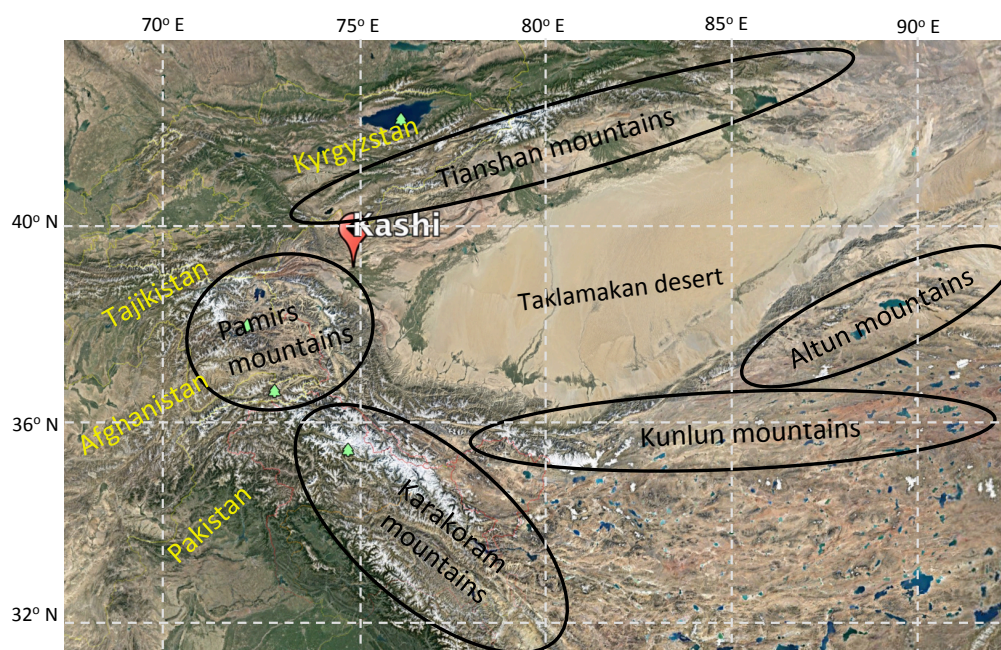 70° E 75° E 80° E 85° E 90° E
Kyrgyzstan
Tianshan mountains
40° N
Kashi
Tajikistan
Pamirs
mountains
Taklamakan desert
Altun mountains
Afghanistan
36° N
Kunlun mountains
Karakoram
mountains
Pakistan
32° N